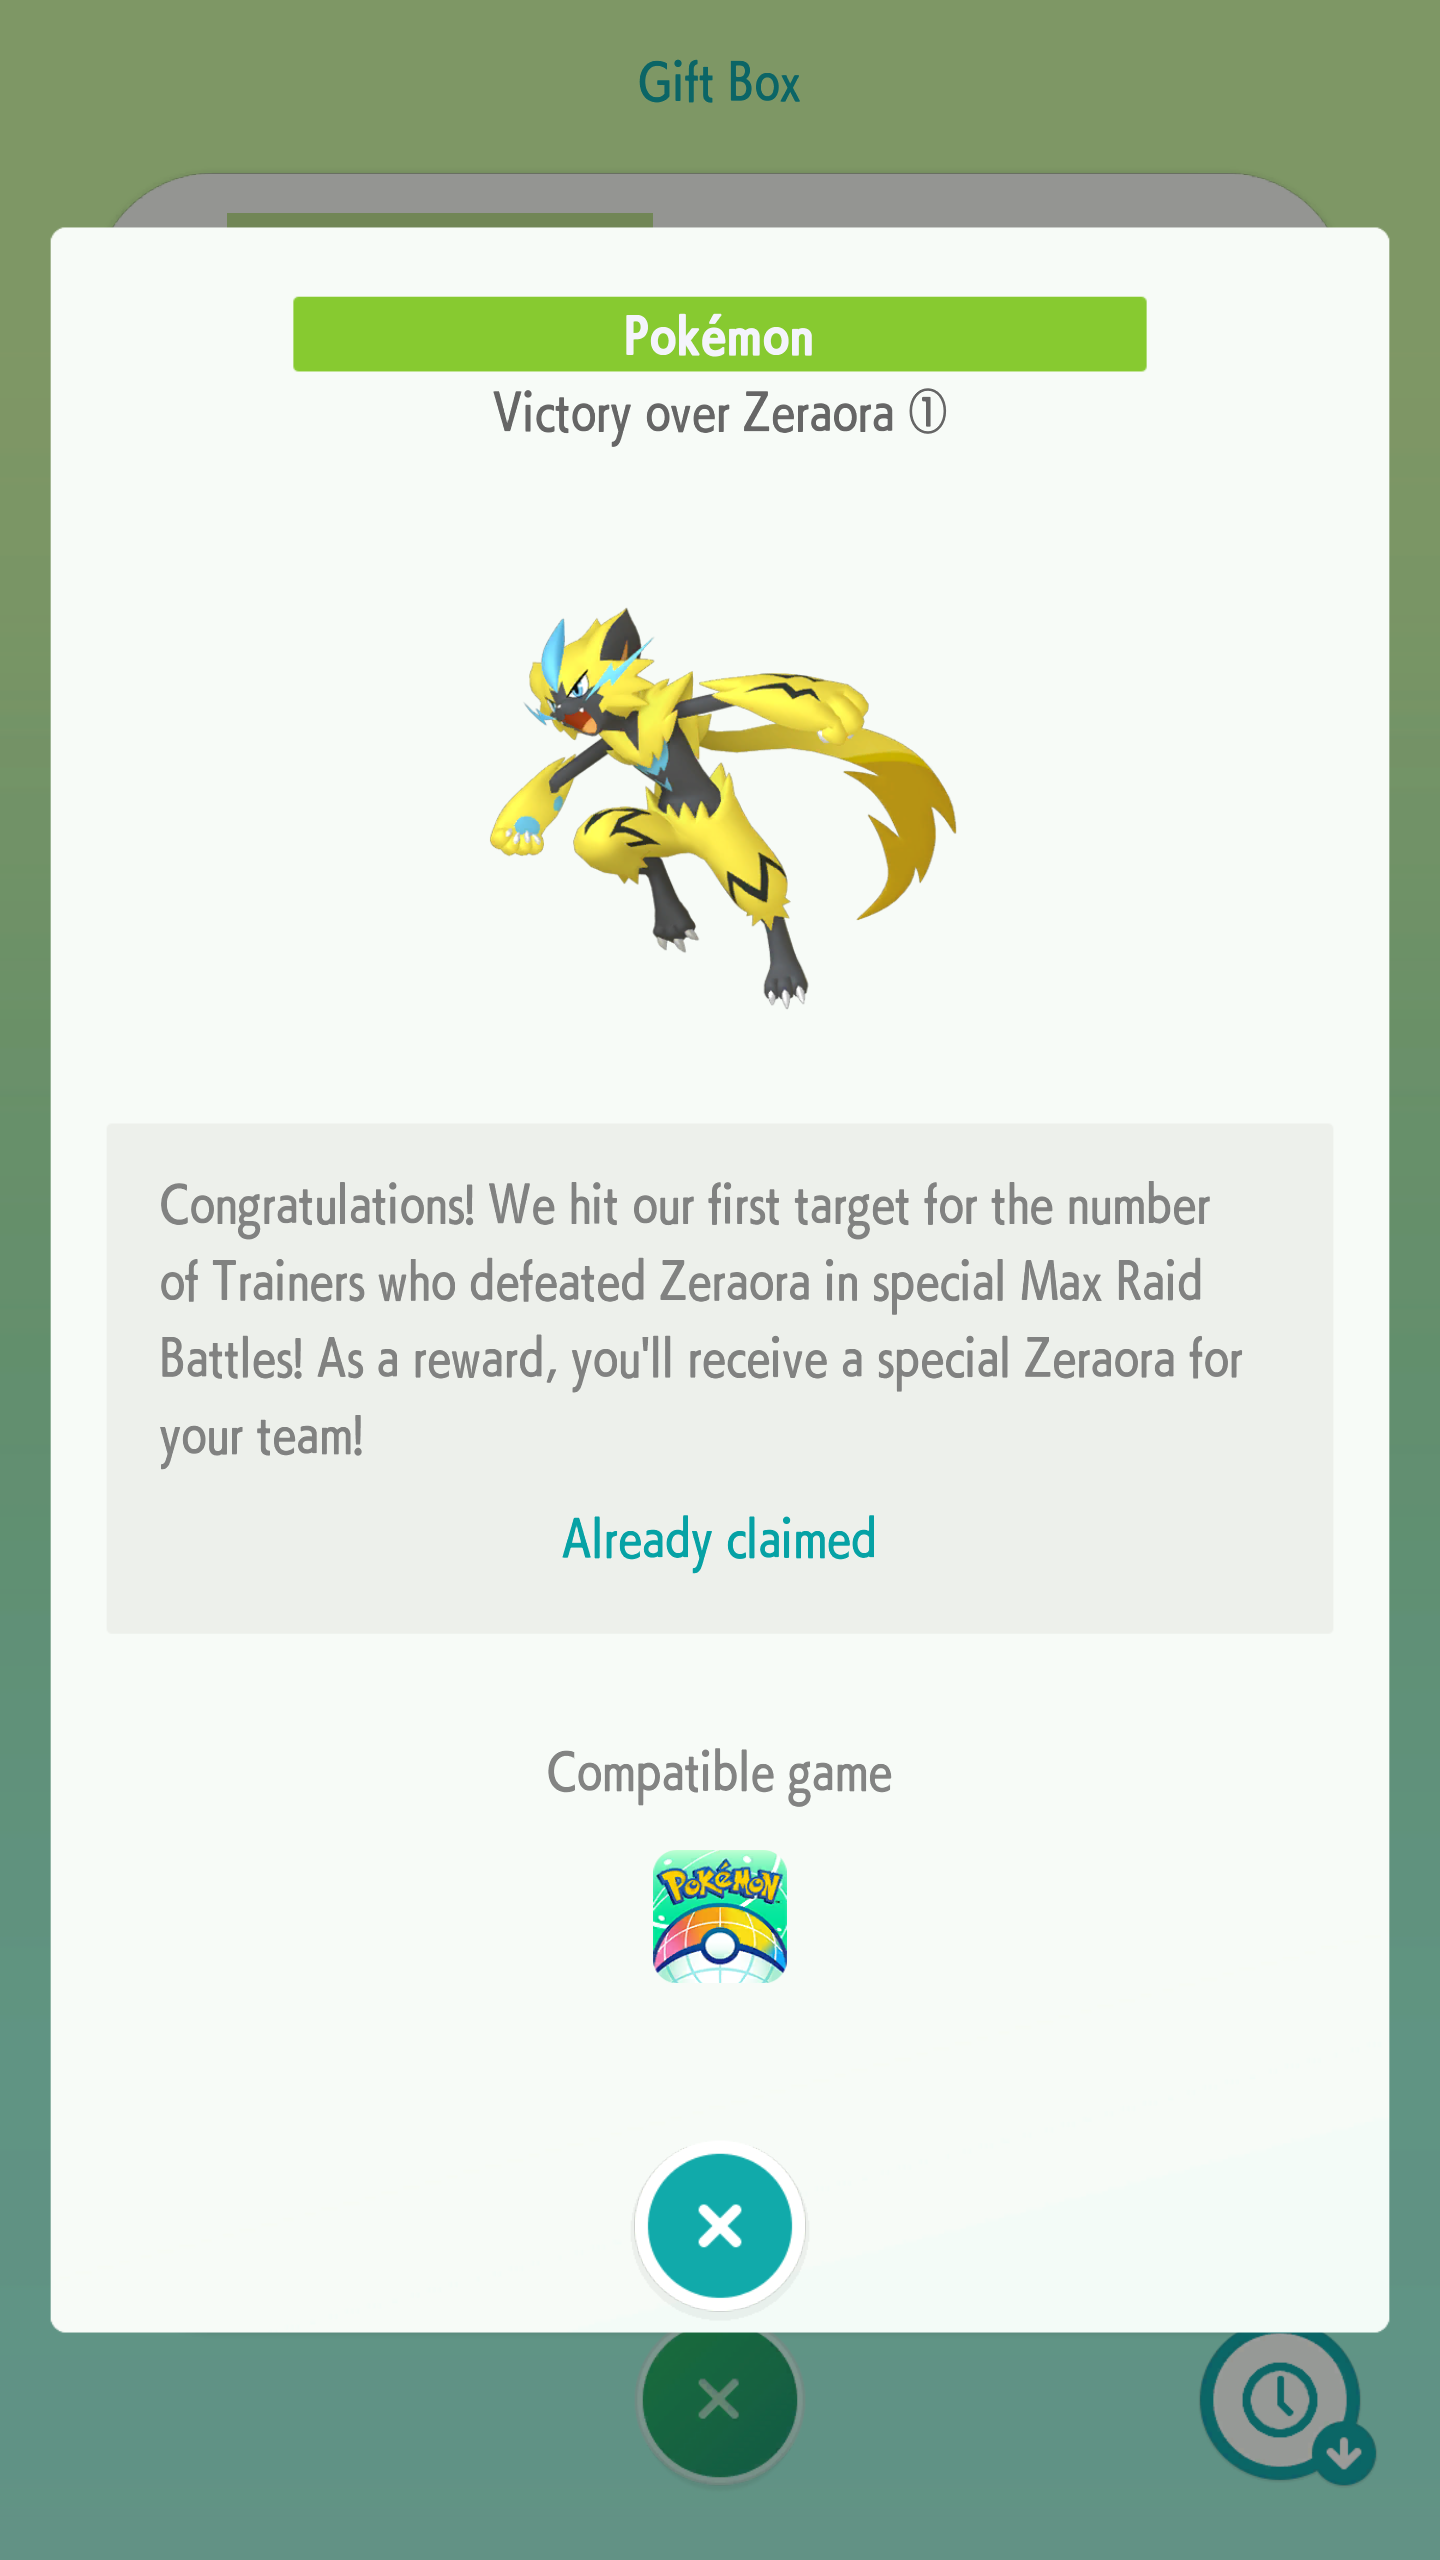 Gift Box
Pokémon
Victory over Zeraora ①
Congratulations! We hit our first target for the number
of Trainers who defeated Zeraora in special Max Raid
Battles! As a reward, you'll receive a special Zeraora for
your team!
Already claimed
Compatible game
POKéMON